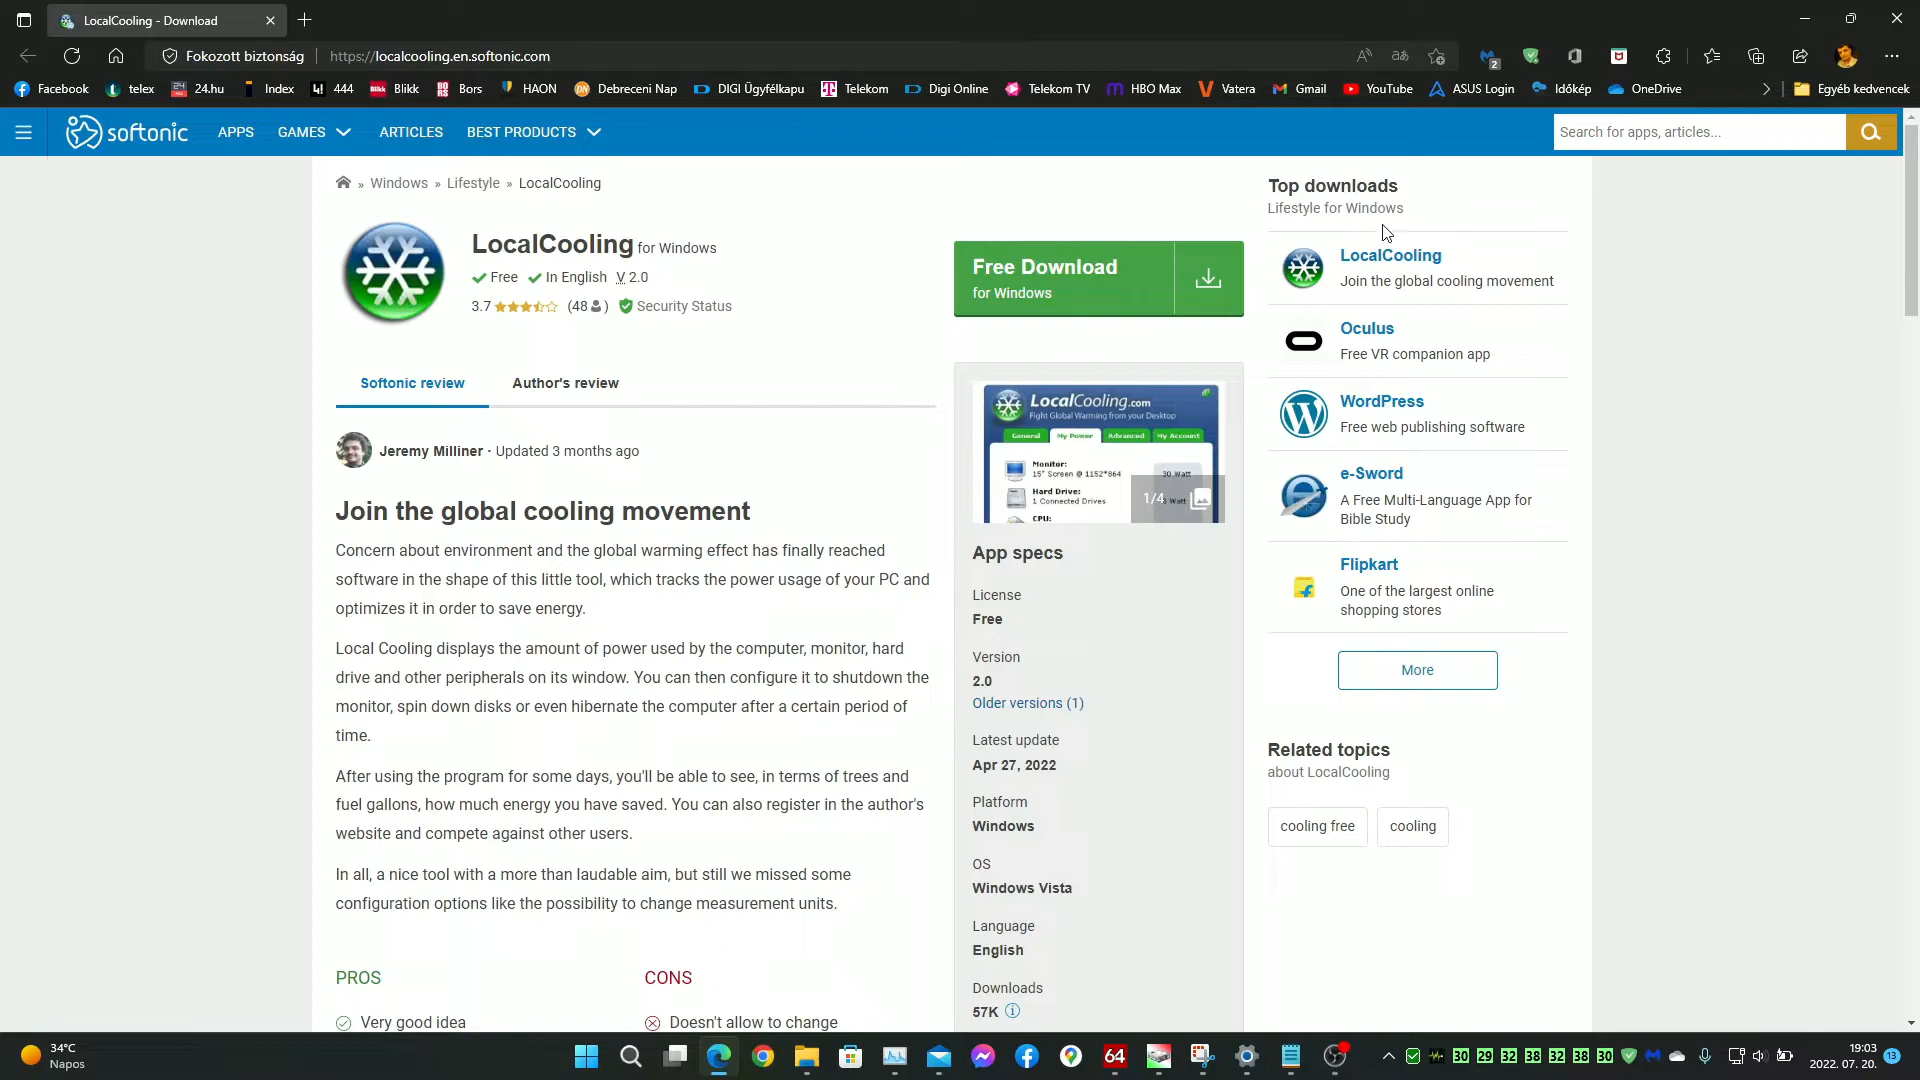 LocalCooling - Download
Fokozott biztonság
https://localcooling.en.softonic.com
2
Facebook
telex
24.hu
Index
444
Blikk
Bors
HAON
Debreceni Nap
DIGI Ügyfélkapu
Telekom
Digi Online
Telekom TV
HBO Max
Vatera
Gmail
YouTube
ASUS Login
Időkép
OneDrive
Egyéb kedvencek
softonic
APPS
GAMES
ARTICLES
BEST PRODUCTS
Search for apps, articles...
» Windows » Lifestyle » LocalCooling
LocalCooling for Windows
Free In English V 2.0
3.7 (48 ) Security Status
Free Download
for Windows
Softonic review
Author's review
Jeremy Milliner · Updated 3 months ago
Join the global cooling movement
Concern about environment and the global warming effect has finally reached
software in the shape of this little tool, which tracks the power usage of your PC and
optimizes it in order to save energy.
Local Cooling displays the amount of power used by the computer, monitor, hard
drive and other peripherals on its window. You can then configure it to shutdown the
monitor, spin down disks or even hibernate the computer after a certain period of
time.
After using the program for some days, you'll be able to see, in terms of trees and
fuel gallons, how much energy you have saved. You can also register in the author's
website and compete against other users.
In all, a nice tool with a more than laudable aim, but still we missed some
configuration options like the possibility to change measurement units.
PROS
Very good idea
CONS
Doesn't allow to change
LocalCooling.com
Fight Global Warming from your Desktop
General
My Power
Advanced
My Account
Monitor:
15" Screen @ 1152*864
30 Watt
Hard Drive:
1 Connected Drives
Watt
CPU:
1/4
App specs
License
Free
Version
2.0
Older versions (1)
Latest update
Apr 27, 2022
Platform
Windows
OS
Windows Vista
Language
English
Downloads
57K
Top downloads
Lifestyle for Windows
LocalCooling
Join the global cooling movement
Oculus
Free VR companion app
WordPress
Free web publishing software
e-Sword
A Free Multi-Language App for
Bible Study
Flipkart
One of the largest online
shopping stores
More
Related topics
about LocalCooling
cooling free
cooling
34°C
Napos
64
30 29 32 38 32 38 30
19:03
2022. 07. 20.
13